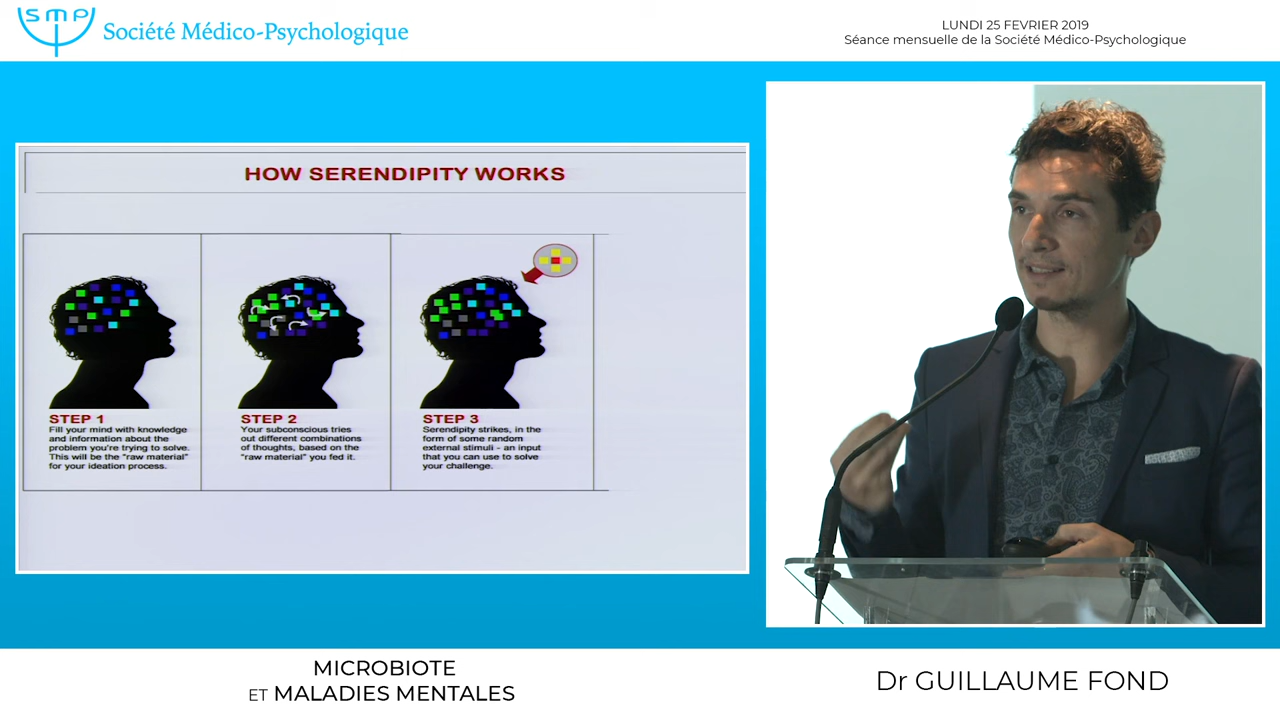 SMP
Société Médico-Psychologique
LUNDI 25 FEVRIER 2019
Séance mensuelle de la Société Médico-Psychologique
HOW SERENDIPITY WORKS
STEP 1
Fill your mind with knowledge
and information about the
problem you're trying to solve.
This will be the "raw material"
for your ideation process.
STEP 2
Your subconscious tries
out different combinations
of thoughts, based on the
"raw material" you fed it.
STEP 3
Serendipity strikes, in the
form of some random
external stimuli - an input
that you can use to solve
your challenge.
MICROBIOTE
ET MALADIES MENTALES
Dr GUILLAUME FOND